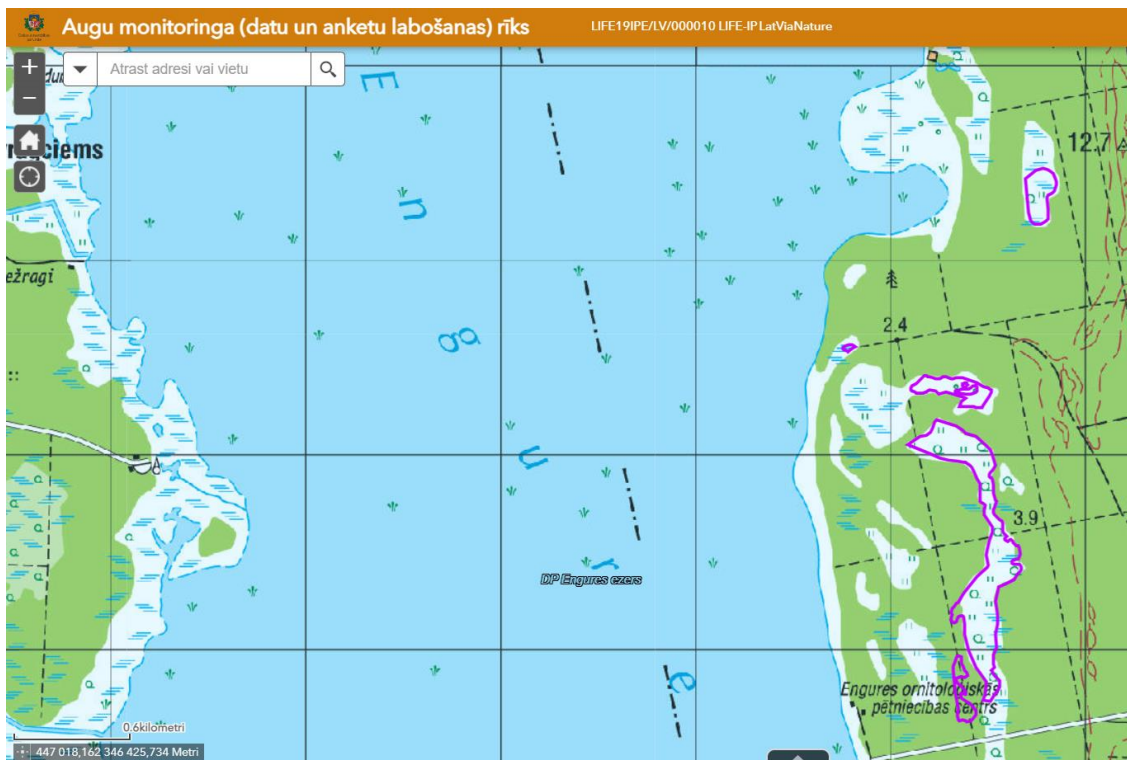 Augu monitoringa (datu un anketu labošanas) rīks
LIFE19IPE/LV/000010 LIFE-IP LatViaNature
Atrast adresi vai vietu
E
n
g
u
r
e
12.7
2.4
3.9
DP Engures ezers
Engures ornitoloģiskās
pētniecības centrs
0.6kilometri
447 018,162 346 425,734 Metri